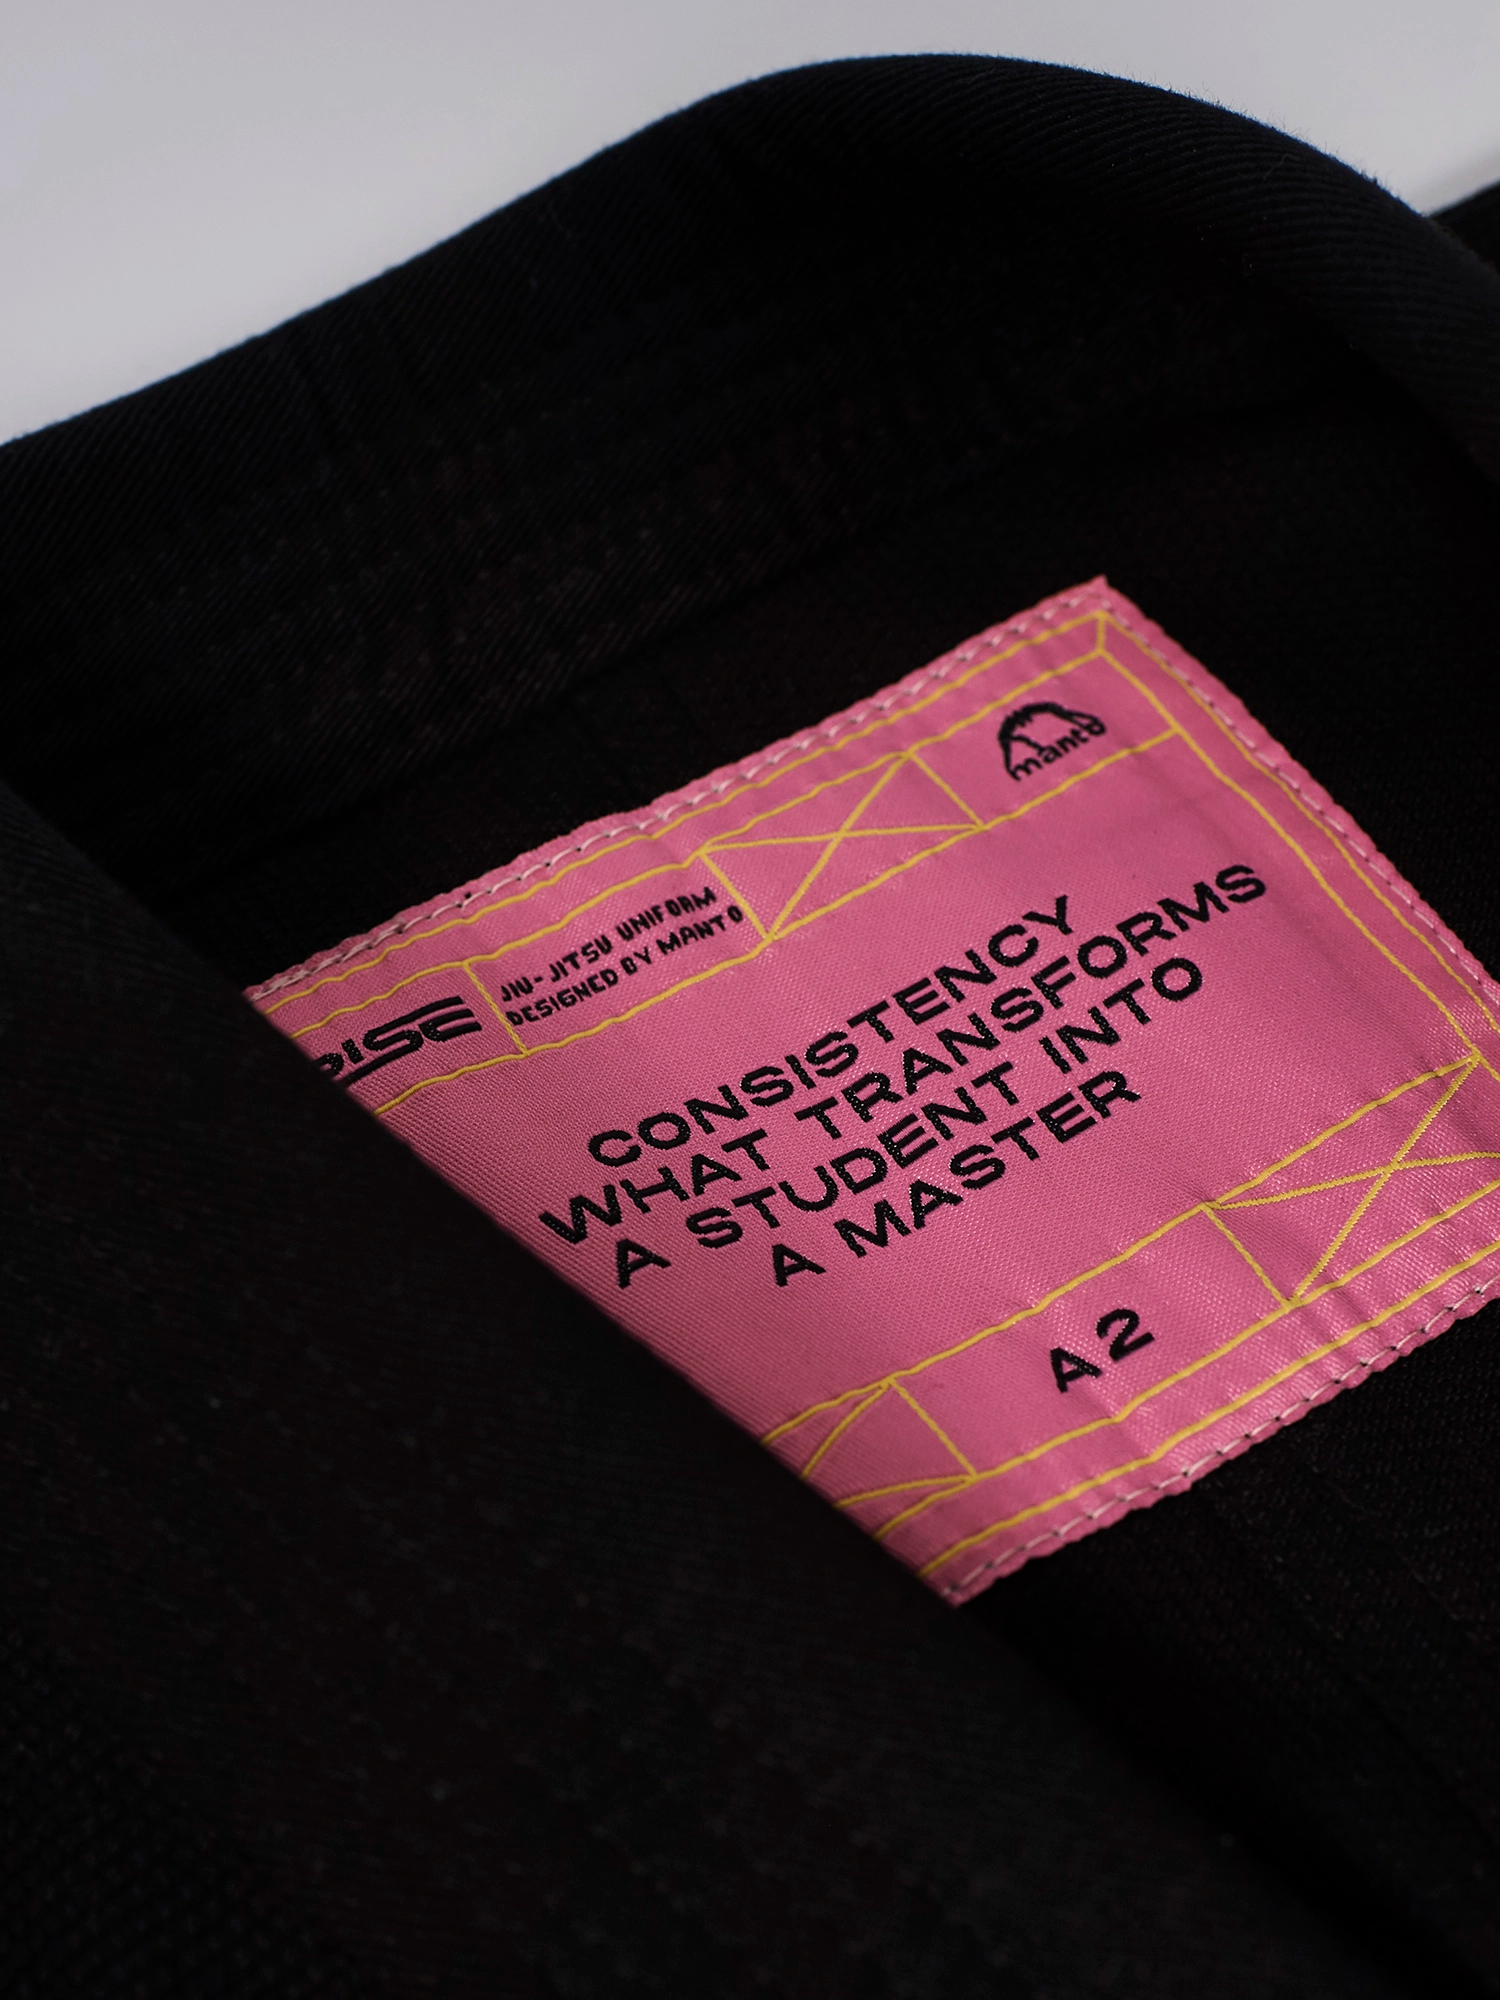 RISE
JIU-JITSU UNIFORM
DESIGNED BY MANTO
manto
CONSISTENCY
WHAT TRANSFORMS
A STUDENT INTO
A MASTER
A2